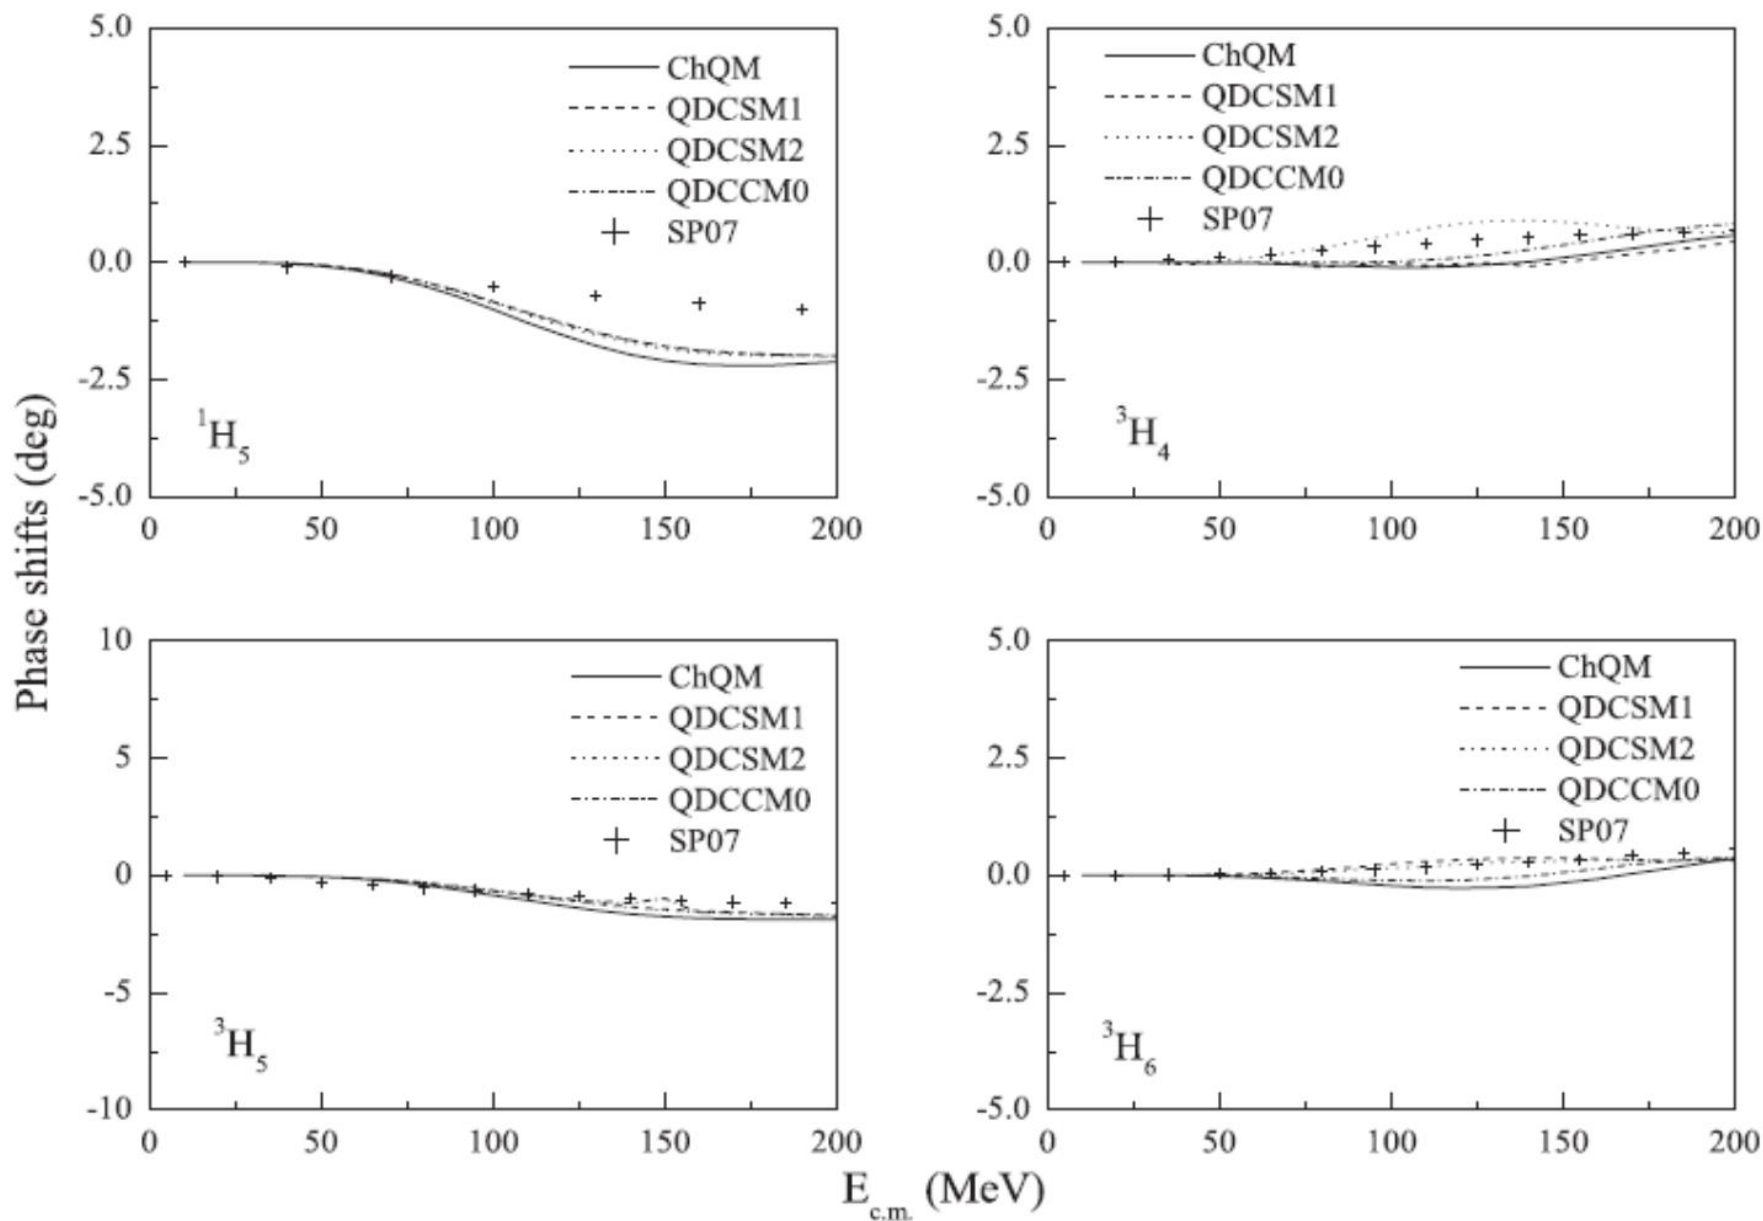 Phase shifts (deg)
5.0
2.5
0.0
-2.5
-5.0
0 50 100 150 200
ChQM
QDCSM1
QDCSM2
QDCCM0
SP07
¹H₅
5.0
2.5
0.0
-2.5
-5.0
0 50 100 150 200
ChQM
QDCSM1
QDCSM2
QDCCM0
SP07
³H₄
10
5
0
-5
-10
0 50 100 150 200
ChQM
QDCSM1
QDCSM2
QDCCM0
SP07
³H₅
5.0
2.5
0.0
-2.5
-5.0
0 50 100 150 200
ChQM
QDCSM1
QDCSM2
QDCCM0
SP07
³H₆
E c.m. (MeV)